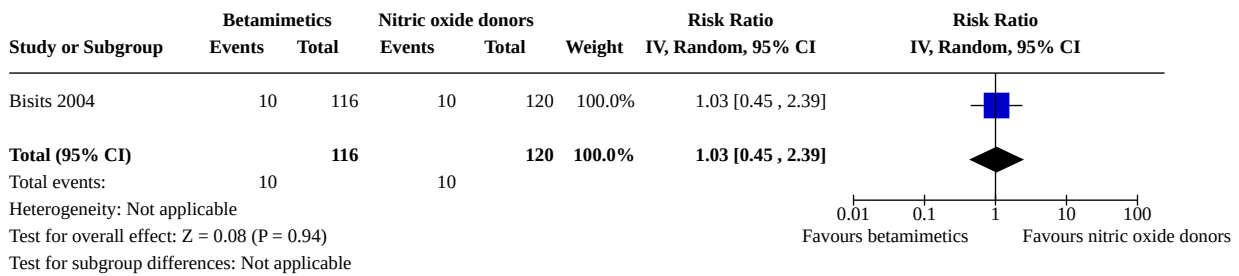 Betamimetics Nitric oxide donors Risk Ratio Risk Ratio
Study or Subgroup Events Total Events Total Weight IV, Random, 95% CI IV, Random, 95% CI
Bisits 2004 10 116 10 120 100.0% 1.03 [0.45 , 2.39]
Total (95% CI) 116 120 100.0% 1.03 [0.45 , 2.39]
Total events: 10 10
Heterogeneity: Not applicable 0.01 0.1 1 10 100
Test for overall effect: Z = 0.08 (P = 0.94) Favours betamimetics Favours nitric oxide donors
Test for subgroup differences: Not applicable